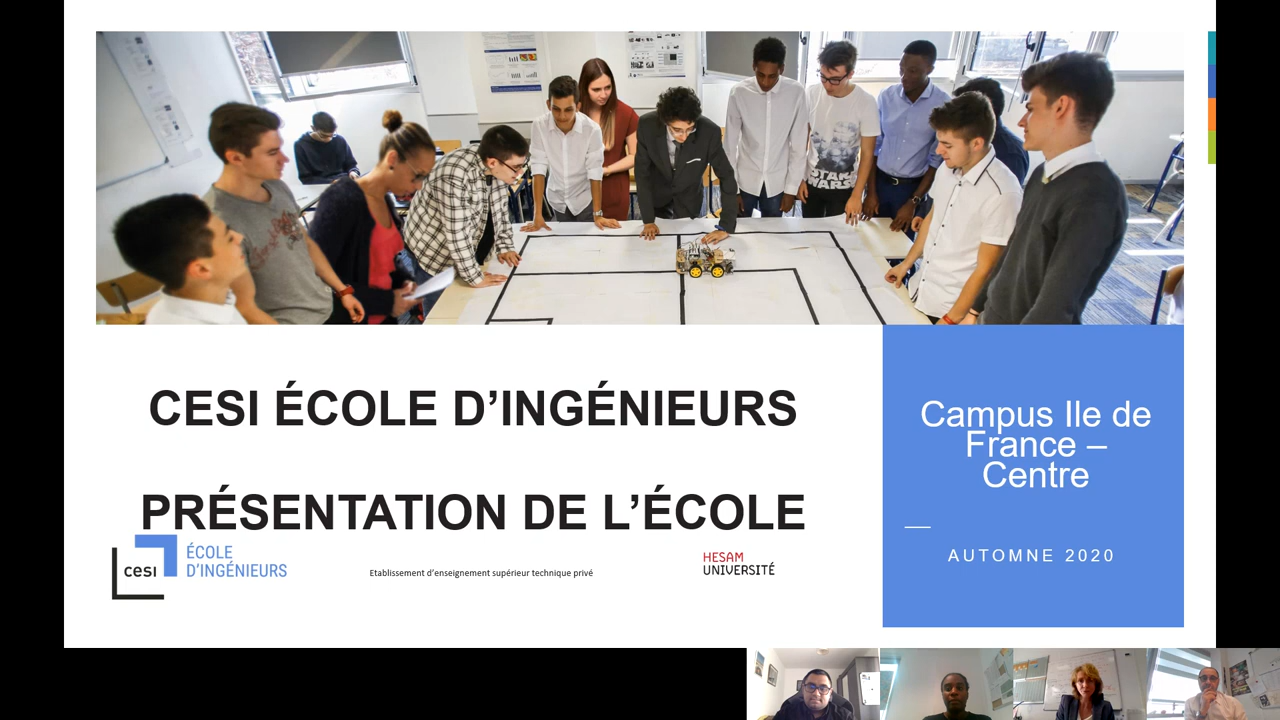 STAR
WARS
CESI ÉCOLE D’INGÉNIEURS
PRÉSENTATION DE L’ÉCOLE
cesi
ÉCOLE
D’INGÉNIEURS
Etablissement d’enseignement supérieur technique privé
HESAM
UNIVERSITÉ
Campus Ile de
France –
Centre
AUTOMNE 2020